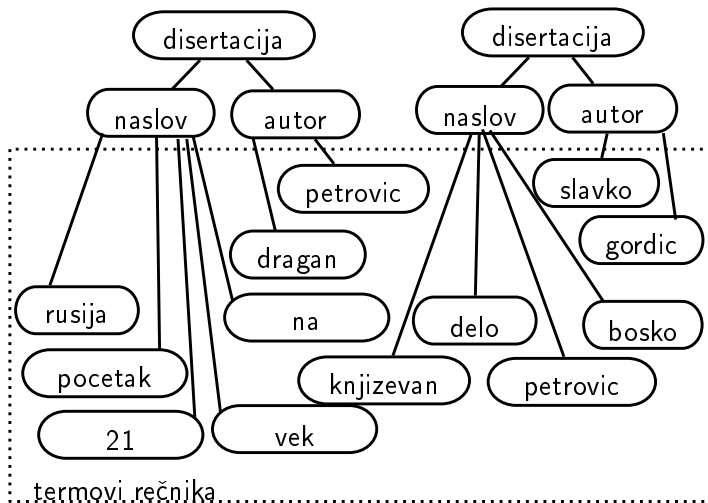 disertacija
disertacija
naslov
autor
naslov
autor
petrovic
slavko
dragan
gordic
rusija
na
delo
bosko
pocetak
knjizevan
petrovic
21
vek
termovi rečnika